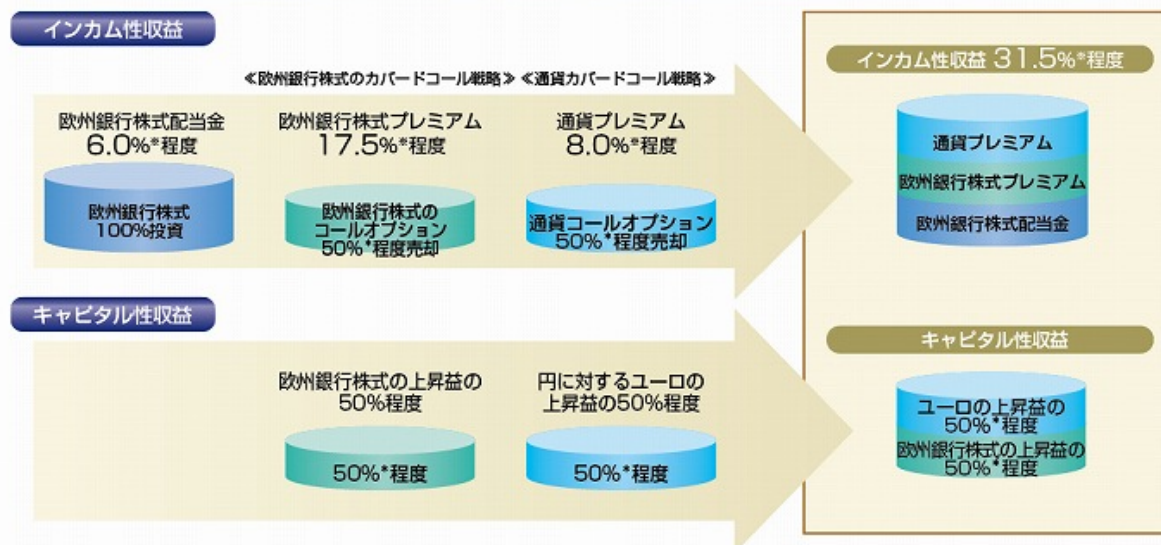 インカム性収益
≪欧州銀行株式のカバードコール戦略≫ ≪通貨カバードコール戦略≫
欧州銀行株式配当金
6.0%*程度
欧州銀行株式
100%投資
欧州銀行株式プレミアム
17.5%*程度
欧州銀行株式の
コールオプション
50%*程度売却
通貨プレミアム
8.0%*程度
通貨コールオプション
50%*程度売却
インカム性収益 31.5%*程度
通貨プレミアム
欧州銀行株式プレミアム
欧州銀行株式配当金
キャピタル性収益
欧州銀行株式の上昇益の
50%程度
50%*程度
円に対するユーロの
上昇益の50%程度
50%*程度
キャピタル性収益
ユーロの上昇益の
50%*程度
欧州銀行株式の上昇益の
50%*程度